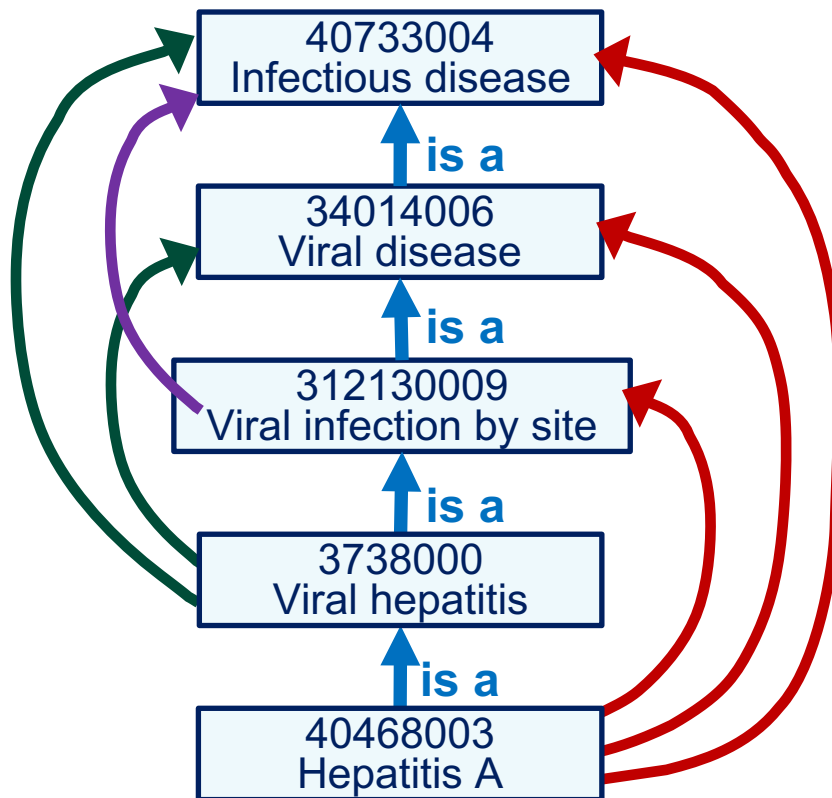 40733004
Infectious disease
is a
34014006
Viral disease
is a
312130009
Viral infection by site
is a
3738000
Viral hepatitis
is a
40468003
Hepatitis A